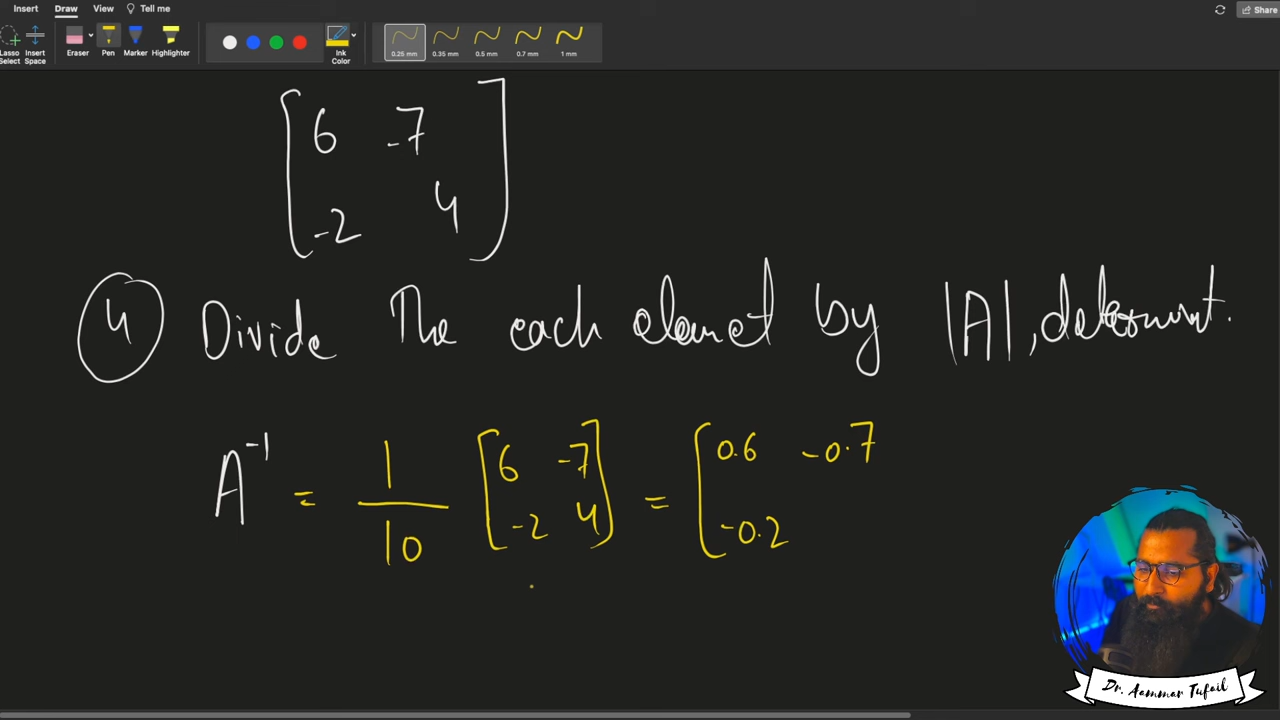 Insert Draw View Tell me Share
Lasso Select Insert Space Eraser Pen Marker Highlighter Ink Color 0.25 mm 0.35 mm 0.5 mm 0.7 mm 1 mm
6 -7
-2 4
4 Divide The each
by |A|,
A⁻¹ = 1/10 [6 -7 = [0.6 -0.7
-2 4] -0.2
Dr. Aammar Tufail